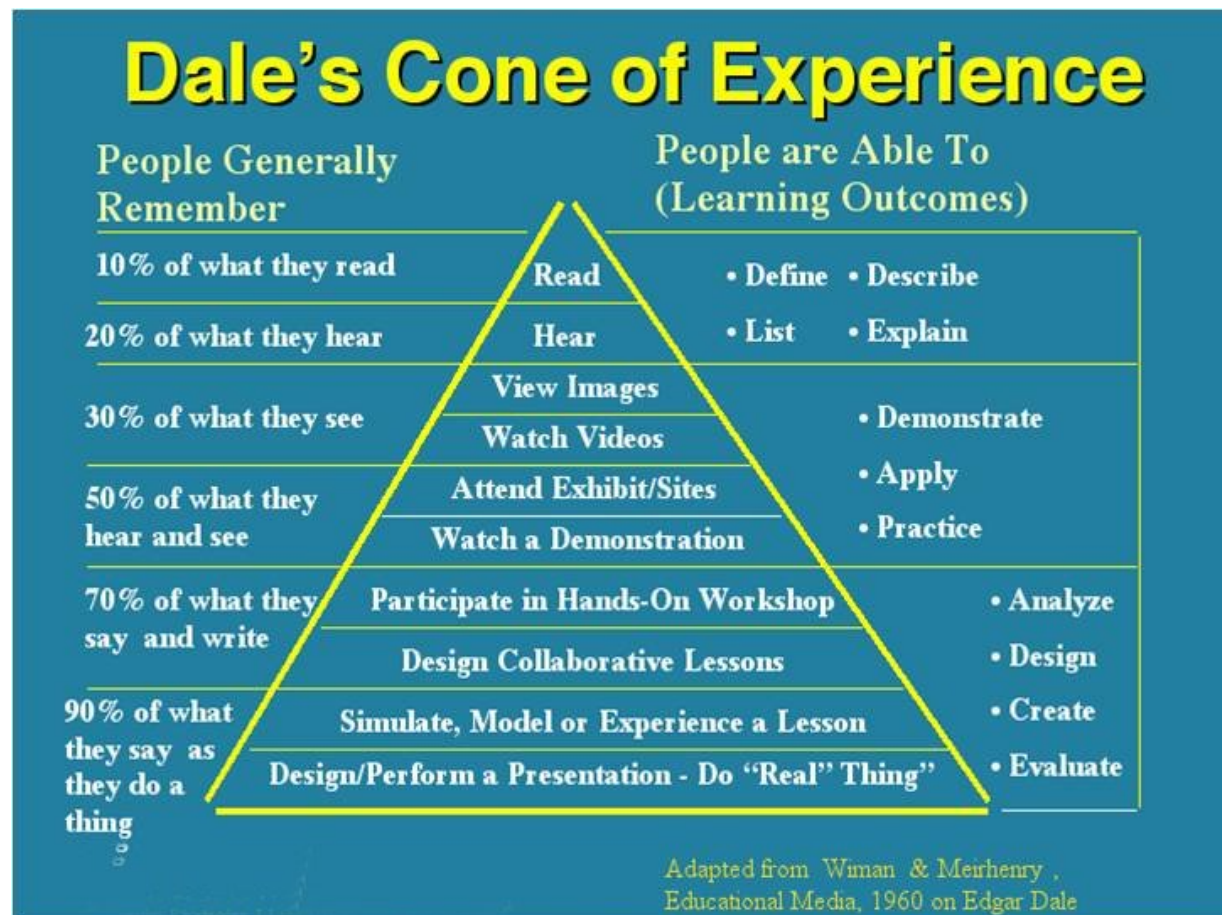 Dale's Cone of Experience
People Generally
Remember
People are Able To
(Learning Outcomes)
10% of what they read
Read
• Define • Describe
20% of what they hear
Hear
• List • Explain
30% of what they see
View Images
Watch Videos
• Demonstrate
• Apply
• Practice
50% of what they
hear and see
Attend Exhibit/Sites
Watch a Demonstration
70% of what they
say and write
Participate in Hands-On Workshop
Design Collaborative Lessons
• Analyze
• Design
• Create
• Evaluate
90% of what
they say as
they do a
thing
Simulate, Model or Experience a Lesson
Design/Perform a Presentation - Do “Real” Thing”
Adapted from Wiman & Meirhenry ,
Educational Media, 1960 on Edgar Dale